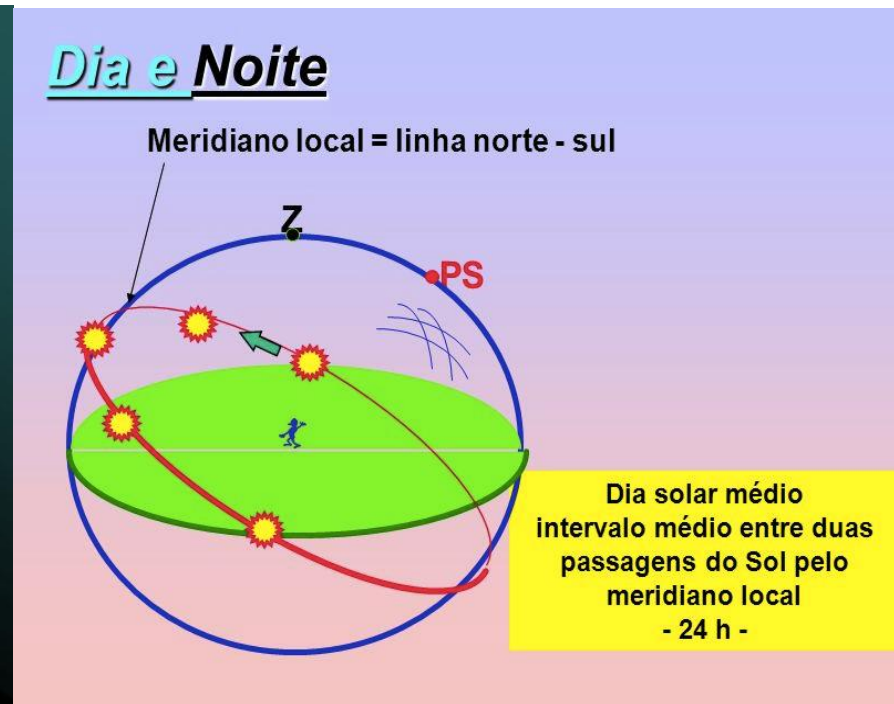 Dia e Noite
Meridiano local = linha norte - sul
Z
PS
Dia solar médio
intervalo médio entre duas
passagens do Sol pelo
meridiano local
- 24 h -